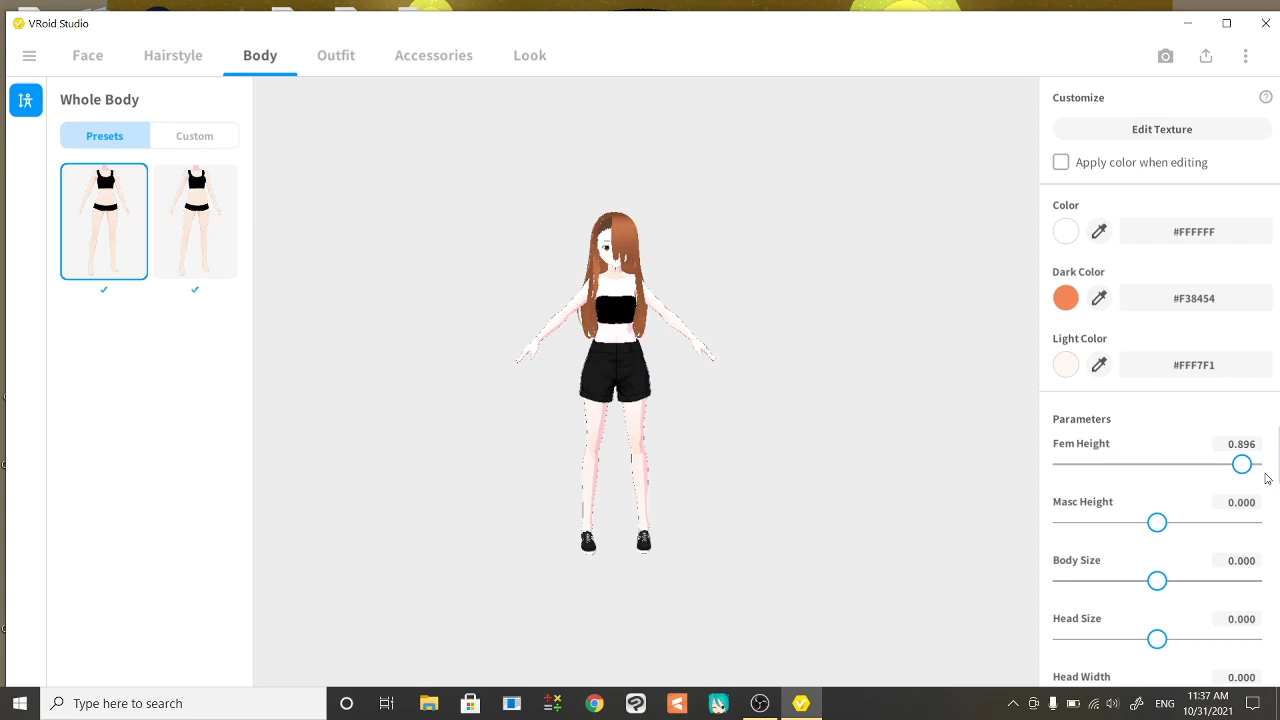 VRoid Studio
Face Hairstyle Body Outfit Accessories Look
Whole Body
Presets Custom
Customize
Edit Texture
Apply color when editing
Color
#FFFFFF
Dark Color
#F38454
Light Color
#FFF7F1
Parameters
Fem Height 0.896
Masc Height 0.000
Body Size 0.000
Head Size 0.000
Head Width 0.000
Type here to search
ENG
11:37 AM
10/31/2021